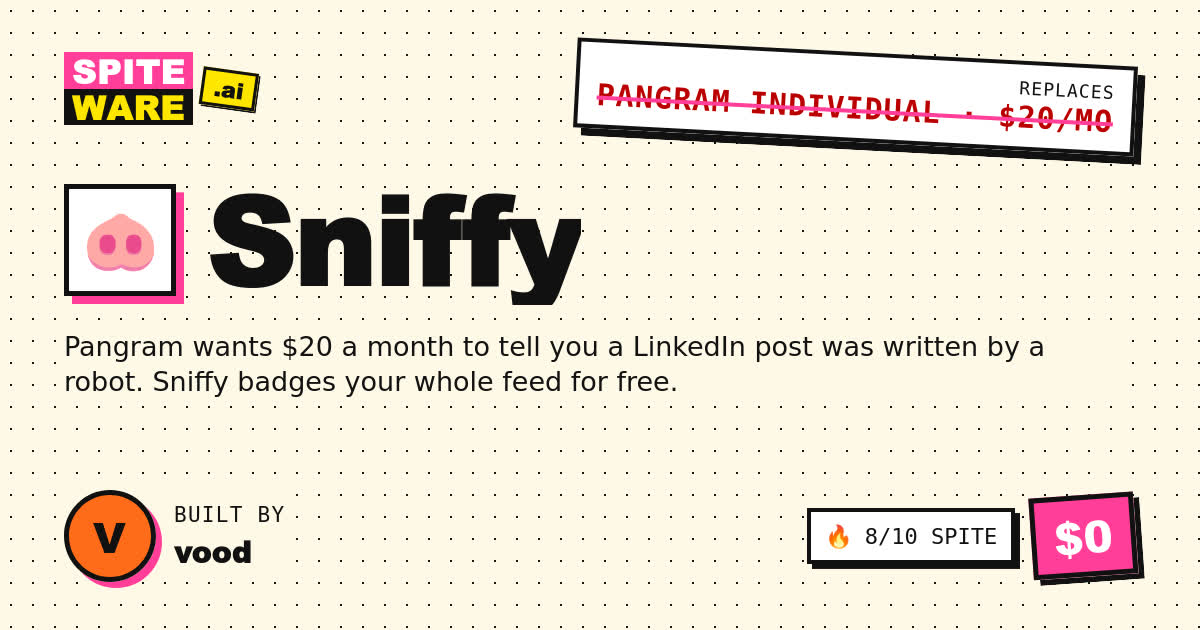 SPITE
WARE
.ai
REPLACES
PANGRAM INDIVIDUAL · $20/MO
Sniffy
Pangram wants $20 a month to tell you a LinkedIn post was written by a
robot. Sniffy badges your whole feed for free.
V
BUILT BY
vood
🔥 8/10 SPITE
$0